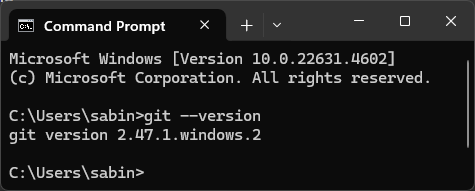 Command Prompt
Microsoft Windows [Version 10.0.22631.4602]
(c) Microsoft Corporation. All rights reserved.
C:\Users\sabin>git --version
git version 2.47.1.windows.2
C:\Users\sabin>